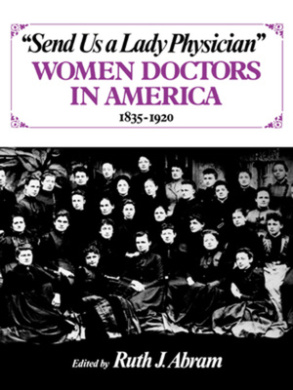 "Send Us a Lady Physician"
WOMEN DOCTORS
IN AMERICA
1835-1920
Edited by Ruth J. Abram